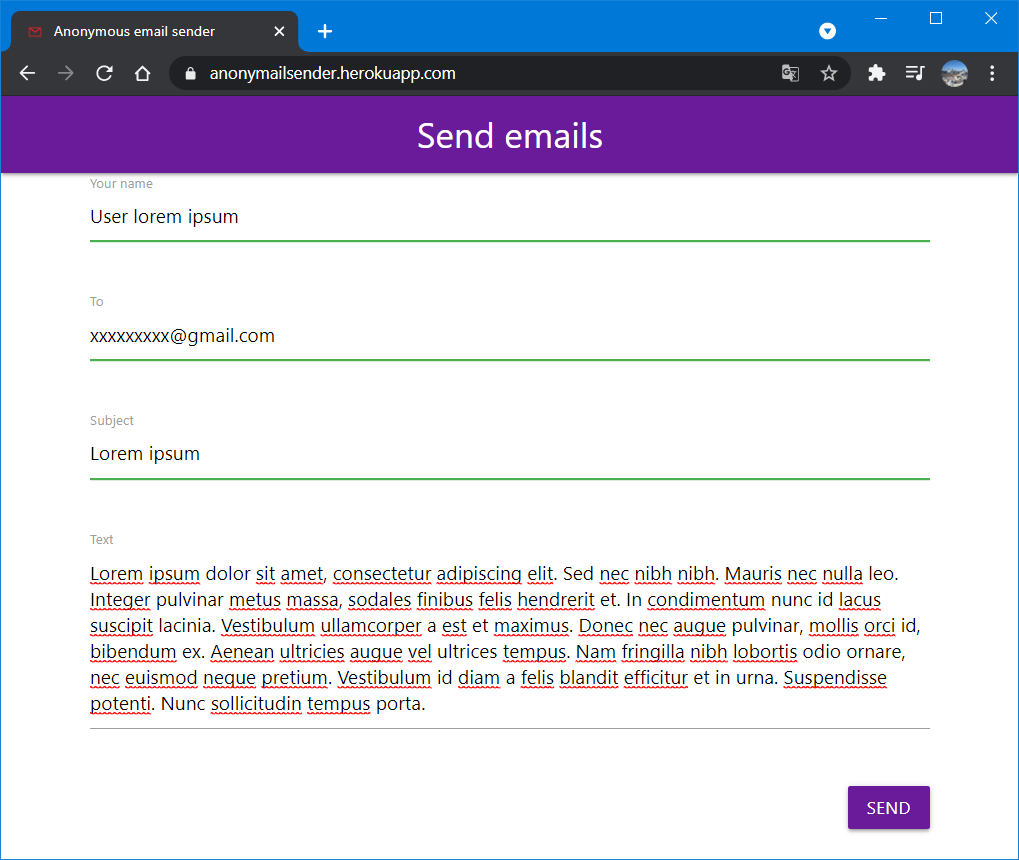 Anonymous email sender
anonymailsender.herokuapp.com
Send emails
Your name
User lorem ipsum
To
xxxxxxxxx@gmail.com
Subject
Lorem ipsum
Text
Lorem ipsum dolor sit amet, consectetur adipiscing elit. Sed nec nibh nibh. Mauris nec nulla leo.
Integer pulvinar metus massa, sodales finibus felis hendrerit et. In condimentum nunc id lacus
suscipit lacinia. Vestibulum ullamcorper a est et maximus. Donec nec augue pulvinar, mollis orci id,
bibendum ex. Aenean ultricies augue vel ultrices tempus. Nam fringilla nibh lobortis odio ornare,
nec euismod neque pretium. Vestibulum id diam a felis blandit efficitur et in urna. Suspendisse
potenti. Nunc sollicitudin tempus porta.
SEND